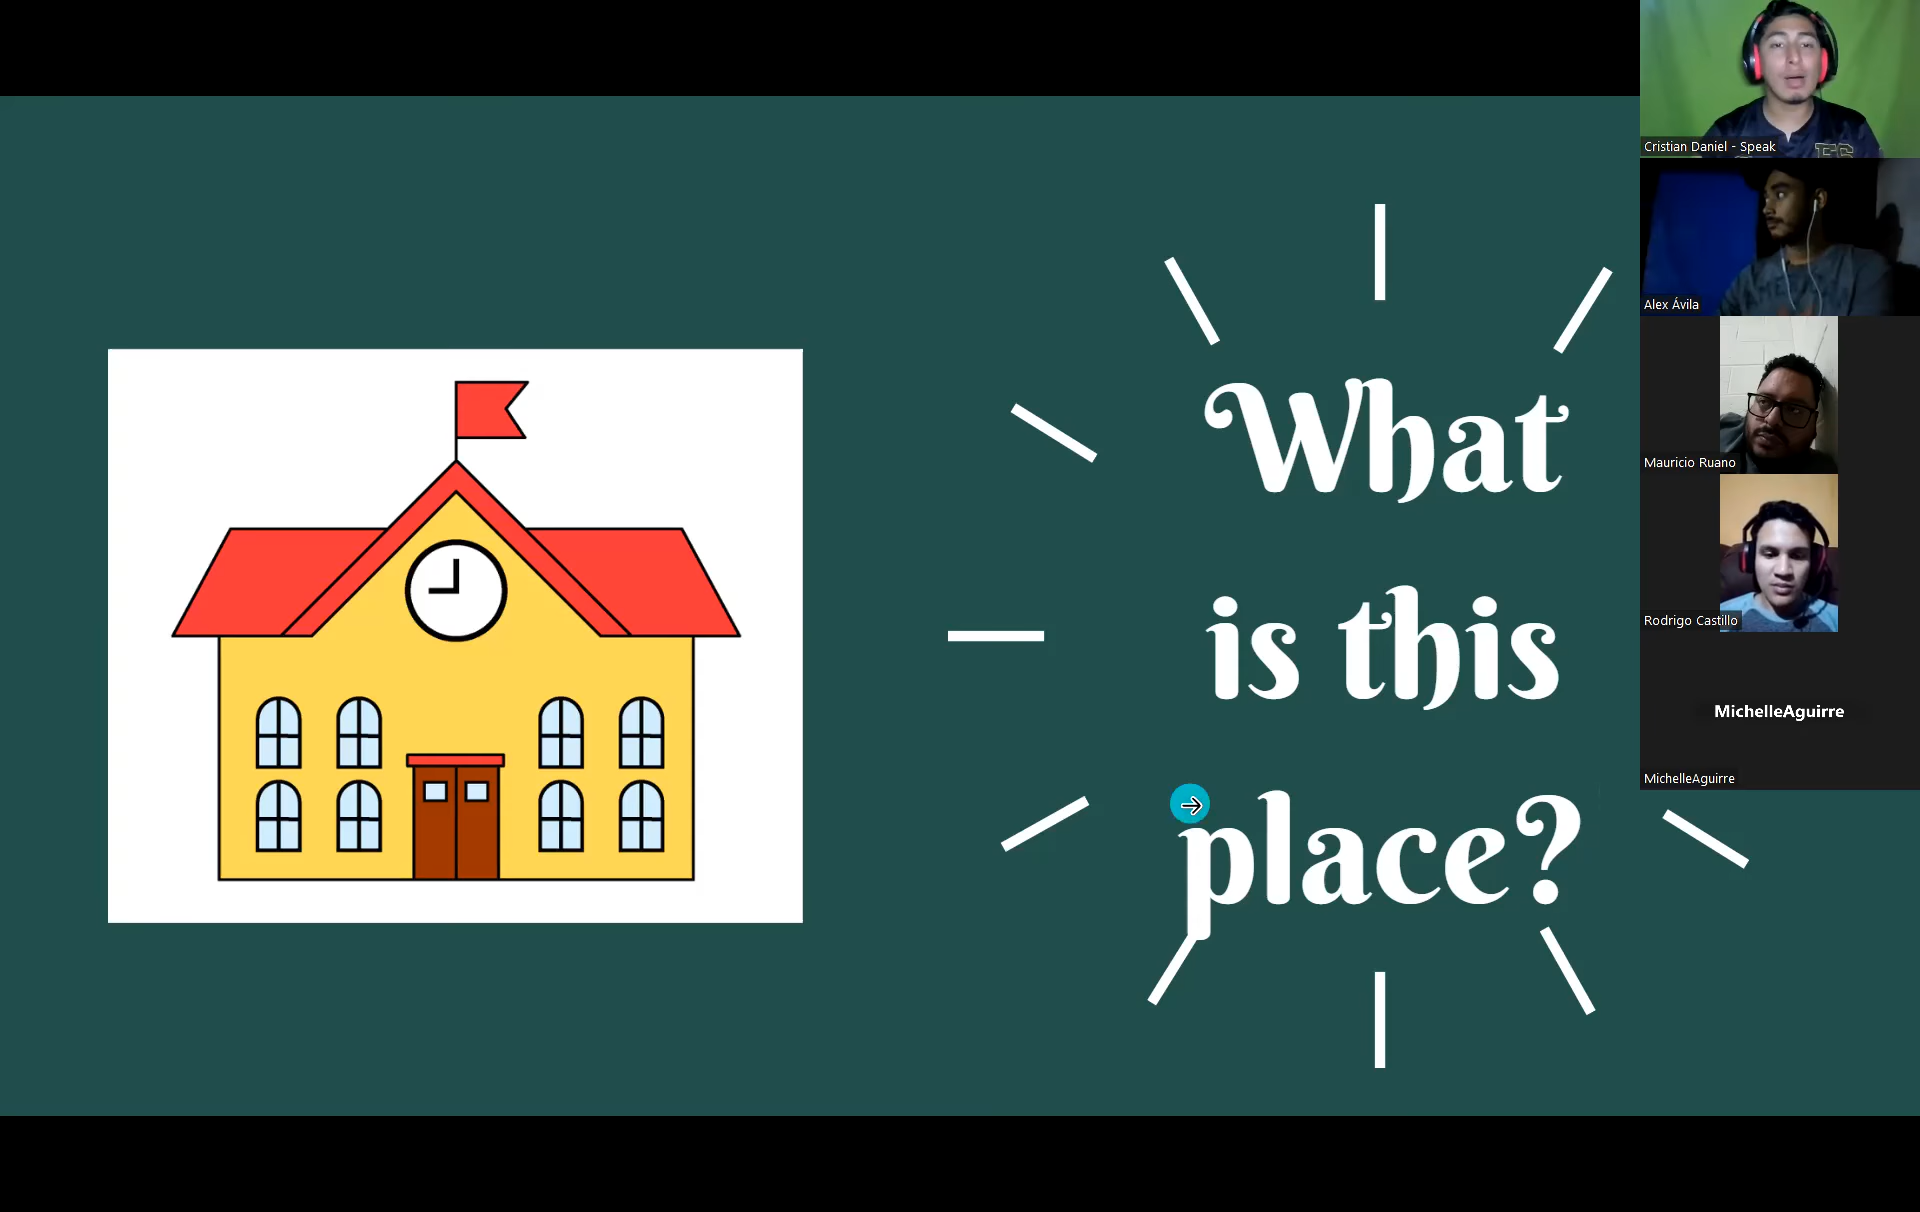 What
is this
place?
Cristian Daniel - Speak
Alex Ávila
Mauricio Ruano
Rodrigo Castillo
MichelleAguirre
MichelleAguirre